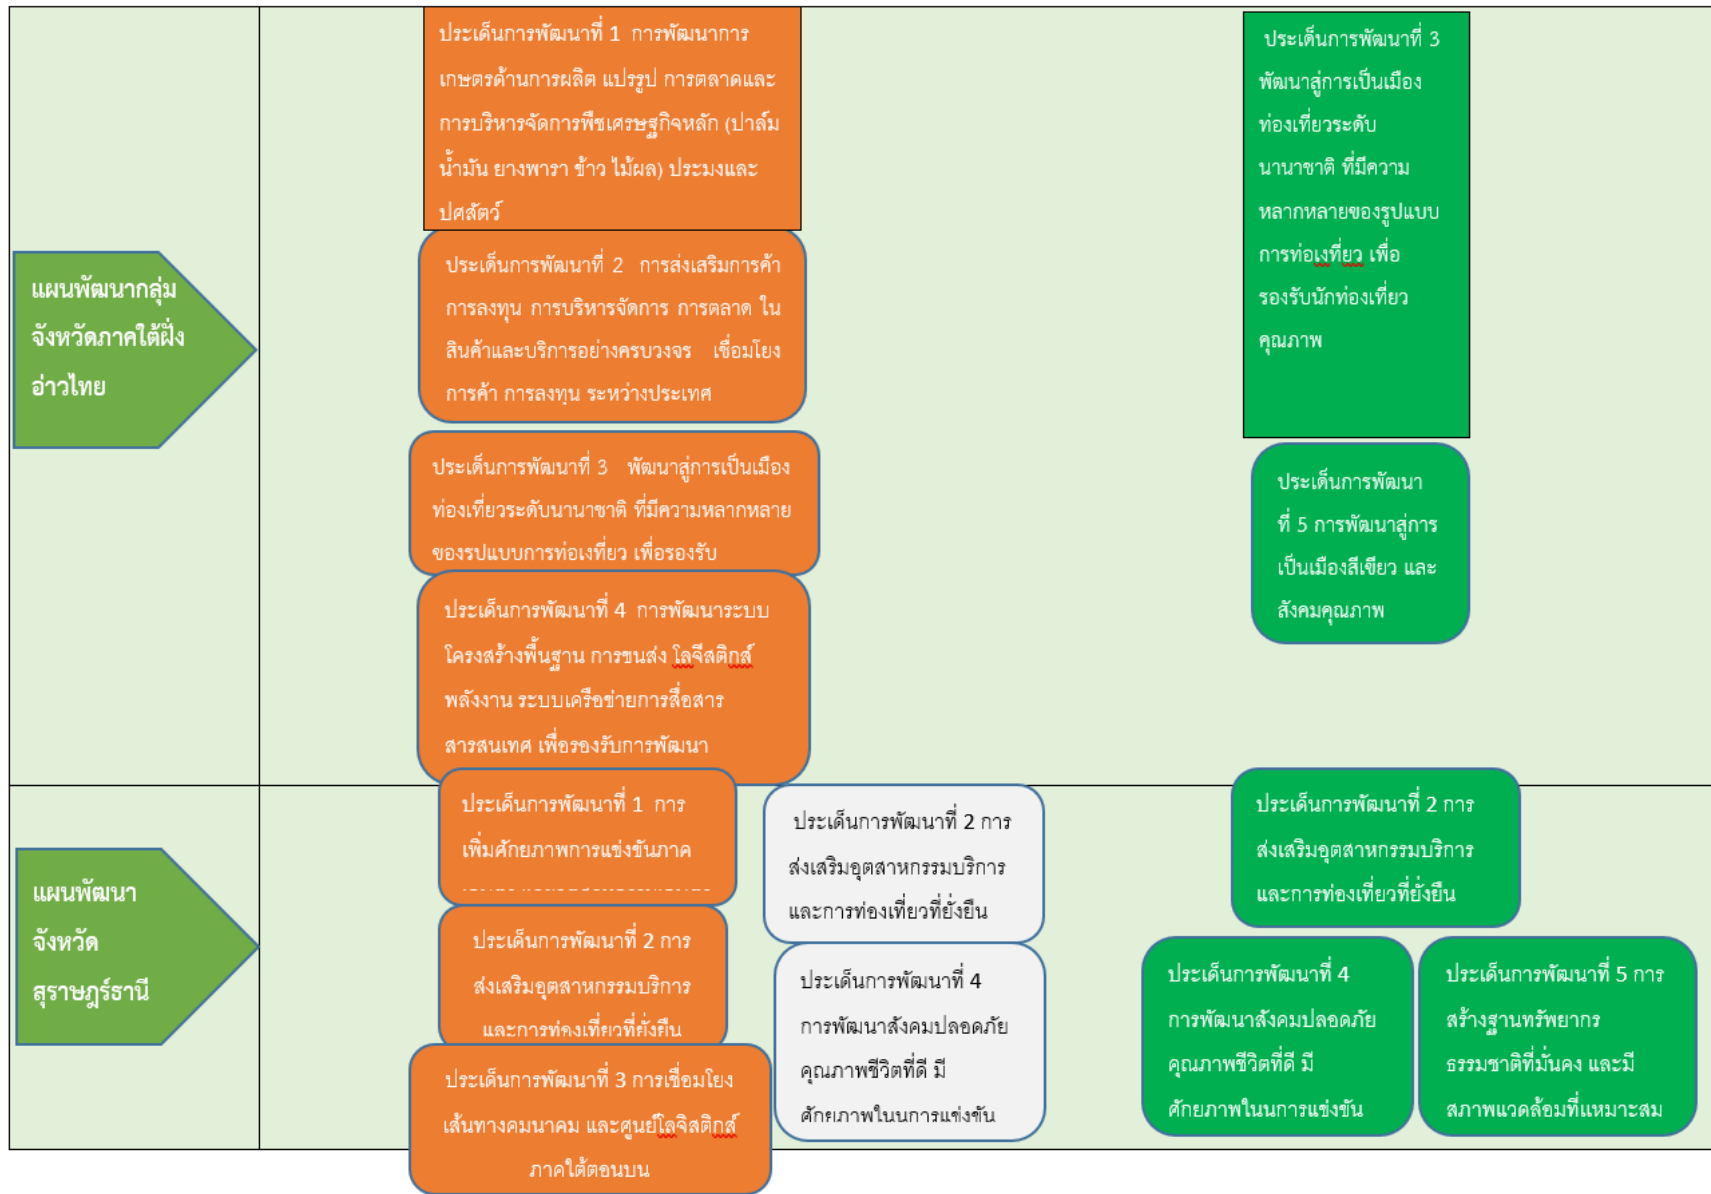 แผนพัฒนากลุ่ม
จังหวัดภาคใต้ฝั่ง
อ่าวไทย
ประเด็นการพัฒนาที่ 1 การพัฒนาการ
เกษตรด้านการผลิต แปรรูป การตลาดและ
การบริหารจัดการพืชเศรษฐกิจหลัก (ปาล์ม
น้ำมัน ยางพารา ข้าว ไม้ผล) ประมงและ
ปศสัตว์
ประเด็นการพัฒนาที่ 2 การส่งเสริมการค้า
การลงทุน การบริหารจัดการ การตลาด ใน
สินค้าและบริการอย่างครบวงจร เชื่อมโยง
การค้า การลงทุน ระหว่างประเทศ
ประเด็นการพัฒนาที่ 3 พัฒนาสู่การเป็นเมือง
ท่องเที่ยวระดับนานาชาติ ที่มีความหลากหลาย
ของรูปแบบการท่อเงที่ยว เพื่อรองรับ
ประเด็นการพัฒนาที่ 4 การพัฒนาระบบ
โครงสร้างพื้นฐาน การขนส่ง โลจีสติกส์
พลังงาน ระบบเครือข่ายการสื่อสาร
สารสนเทศ เพื่อรองรับการพัฒนา
ประเด็นการพัฒนาที่ 3
พัฒนาสู่การเป็นเมือง
ท่องเที่ยวระดับ
นานาชาติ ที่มีความ
หลากหลายของรูปแบบ
การท่อเงที่ยว เพื่อ
รองรับนักท่องเที่ยว
คุณภาพ
ประเด็นการพัฒนา
ที่ 5 การพัฒนาสู่การ
เป็นเมืองสีเขียว และ
สังคมคุณภาพ
แผนพัฒนา
จังหวัด
สุราษฎร์ธานี
ประเด็นการพัฒนาที่ 1 การ
เพิ่มศักยภาพการแข่งขันภาค
ประเด็นการพัฒนาที่ 2 การ
ส่งเสริมอุตสาหกรรมบริการ
และการท่องเที่ยวที่ยั่งยืน
ประเด็นการพัฒนาที่ 3 การเชื่อมโยง
เส้นทางคมนาคม และศูนย์โลจิสติกส์
ภาคใต้ตอนบน
ประเด็นการพัฒนาที่ 2 การ
ส่งเสริมอุตสาหกรรมบริการ
และการท่องเที่ยวที่ยั่งยืน
ประเด็นการพัฒนาที่ 4
การพัฒนาสังคมปลอดภัย
คุณภาพชีวิตที่ดี มี
ศักยภาพในนการแข่งขัน
ประเด็นการพัฒนาที่ 2 การ
ส่งเสริมอุตสาหกรรมบริการ
และการท่องเที่ยวที่ยั่งยืน
ประเด็นการพัฒนาที่ 4
การพัฒนาสังคมปลอดภัย
คุณภาพชีวิตที่ดี มี
ศักยภาพในนการแข่งขัน
ประเด็นการพัฒนาที่ 5 การ
สร้างฐานทรัพยากร
ธรรมชาติที่มั่นคง และมี
สภาพแวดล้อมที่เเหมาะสม